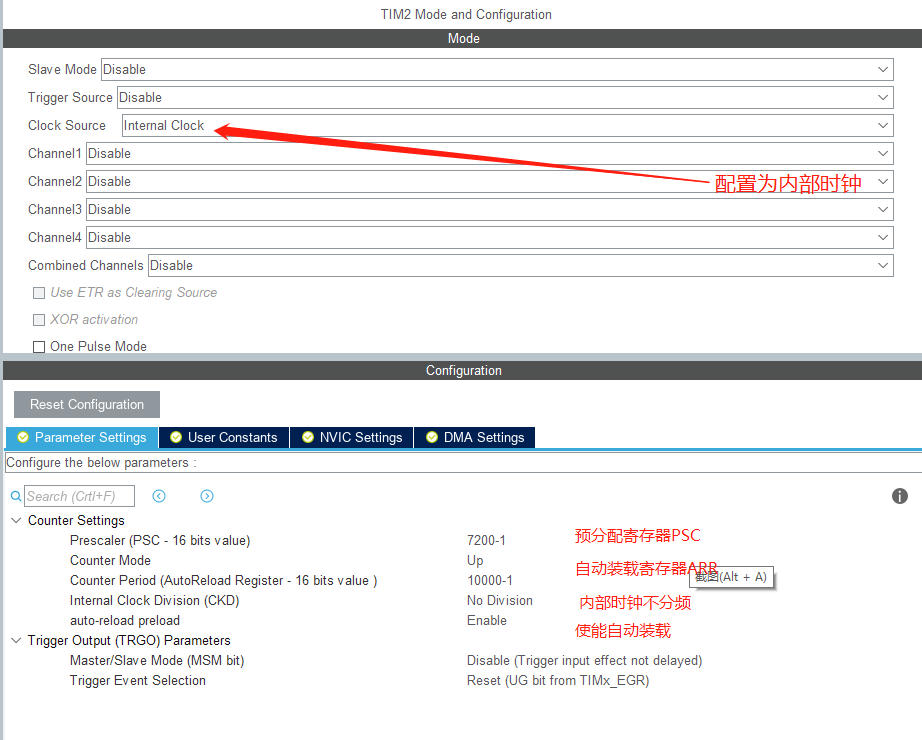 TIM2 Mode and Configuration
Mode
Slave Mode Disable
Trigger Source Disable
Clock Source Internal Clock
Channel1 Disable
配置为内部时钟
Channel2 Disable
Channel3 Disable
Channel4 Disable
Combined Channels Disable
Use ETR as Clearing Source
XOR activation
One Pulse Mode
Configuration
Reset Configuration
Parameter Settings User Constants NVIC Settings DMA Settings
Configure the below parameters :
Search (CrtI+F)
Counter Settings
Prescaler (PSC - 16 bits value) 7200-1 预分配寄存器PSC
Counter Mode Up
自动装载寄存器ARR
截图(Alt + A)
Counter Period (AutoReload Register - 16 bits value ) 10000-1
Internal Clock Division (CKD) No Division 内部时钟不分频
auto-reload preload Enable 使能自动装载
Trigger Output (TRGO) Parameters
Master/Slave Mode (MSM bit) Disable (Trigger input effect not delayed)
Trigger Event Selection Reset (UG bit from TIMx_EGR)